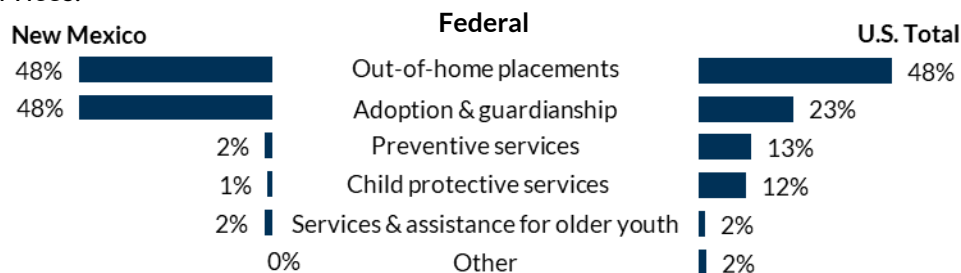 Federal
New Mexico U.S. Total
48% Out-of-home placements 48%
48% Adoption & guardianship 23%
2% Preventive services 13%
1% Child protective services 12%
2% Services & assistance for older youth 2%
0% Other 2%